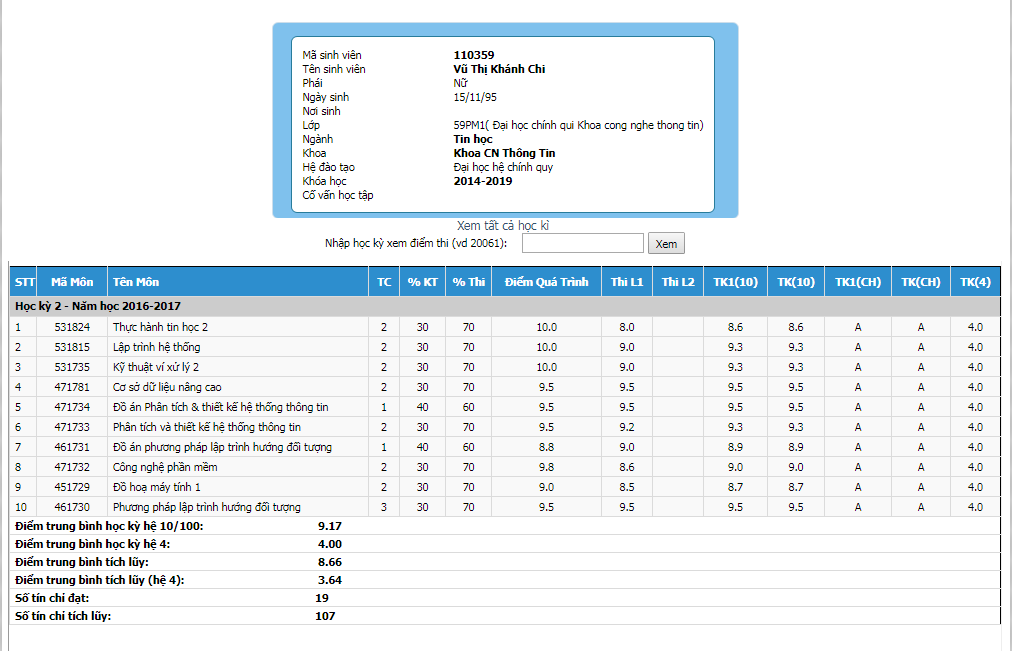 Mã sinh viên 110359
Tên sinh viên Vũ Thị Khánh Chi
Phái Nữ
Ngày sinh 15/11/95
Nơi sinh
Lớp 59PM1( Đại học chính qui Khoa cong nghe thong tin)
Ngành Tin học
Khoa Khoa CN Thông Tin
Hệ đào tạo Đại học hệ chính quy
Khóa học 2014-2019
Cố vấn học tập
Xem tất cả học kì
Nhập học kỳ xem điểm thi (vd 20061): Xem
STT Mã Môn Tên Môn TC % KT % Thi Điểm Quá Trình Thi L1 Thi L2 TK1(10) TK(10) TK1(CH) TK(CH) TK(4)
Học kỳ 2 - Năm học 2016-2017
1 531824 Thực hành tin học 2 2 30 70 10.0 8.0 8.6 8.6 A A 4.0
2 531815 Lập trình hệ thống 2 30 70 10.0 9.0 9.3 9.3 A A 4.0
3 531735 Kỹ thuật ví xử lý 2 2 30 70 10.0 9.0 9.3 9.3 A A 4.0
4 471781 Cơ sở dữ liệu nâng cao 2 30 70 9.5 9.5 9.5 9.5 A A 4.0
5 471734 Đồ án Phân tích & thiết kế hệ thống thông tin 1 40 60 9.5 9.5 9.5 9.5 A A 4.0
6 471733 Phân tích và thiết kế hệ thống thông tin 2 30 70 9.5 9.2 9.3 9.3 A A 4.0
7 461731 Đồ án phương pháp lập trình hướng đối tượng 1 40 60 8.8 9.0 8.9 8.9 A A 4.0
8 471732 Công nghệ phần mềm 2 30 70 9.8 8.6 9.0 9.0 A A 4.0
9 451729 Đồ hoạ máy tính 1 2 30 70 9.0 8.5 8.7 8.7 A A 4.0
10 461730 Phương pháp lập trình hướng đối tượng 3 30 70 9.5 9.5 9.5 9.5 A A 4.0
Điểm trung bình học kỳ hệ 10/100: 9.17
Điểm trung bình học kỳ hệ 4: 4.00
Điểm trung bình tích lũy: 8.66
Điểm trung bình tích lũy (hệ 4): 3.64
Số tín chỉ đạt: 19
Số tín chỉ tích lũy: 107